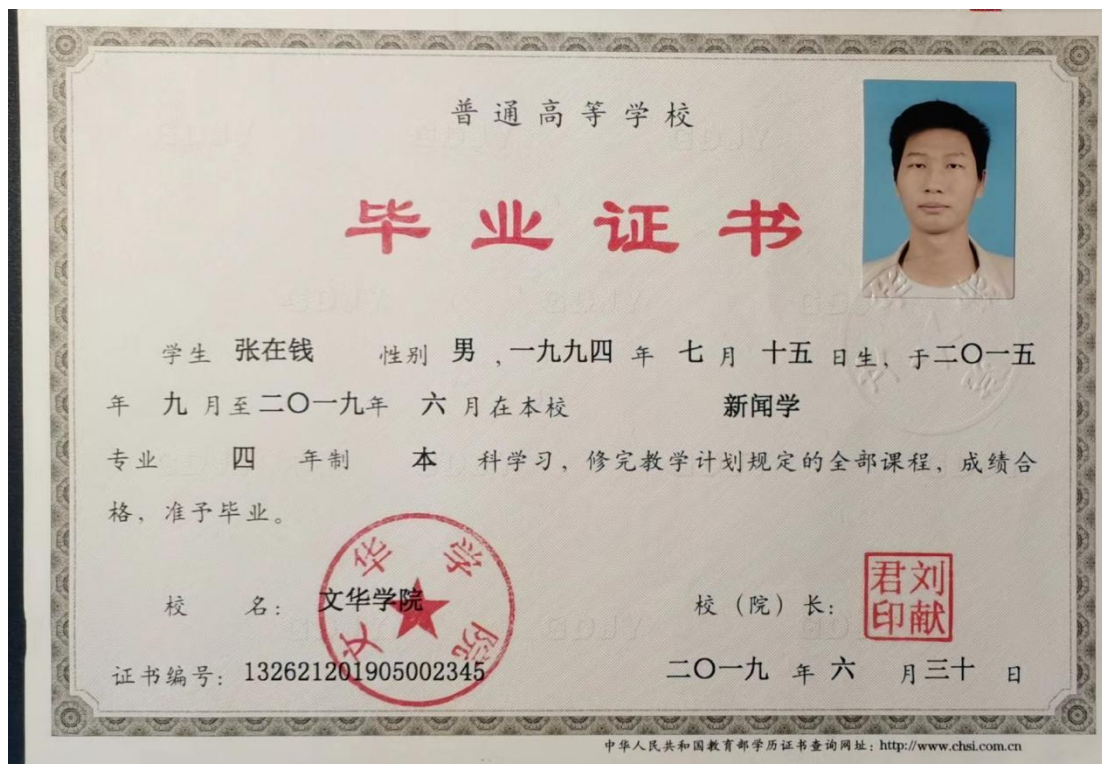 普通高等学校
毕业证书
学生 张在钱 性别 男 ,一九九四 年 七 月 十五 日生, 于二〇一五
年 九 月至二〇一九年 六 月在本校 新闻学
专业 四 年制 本 科学习, 修完教学计划规定的全部课程, 成绩合
格, 准予毕业。
文华学院
校 名: 文华学院
校(院)长:
刘献君印
证书编号: 132621201905002345
二〇一九 年 六 月三十 日
中华人民共和国教育部学历证书查询网址: http://www.chsi.com.cn